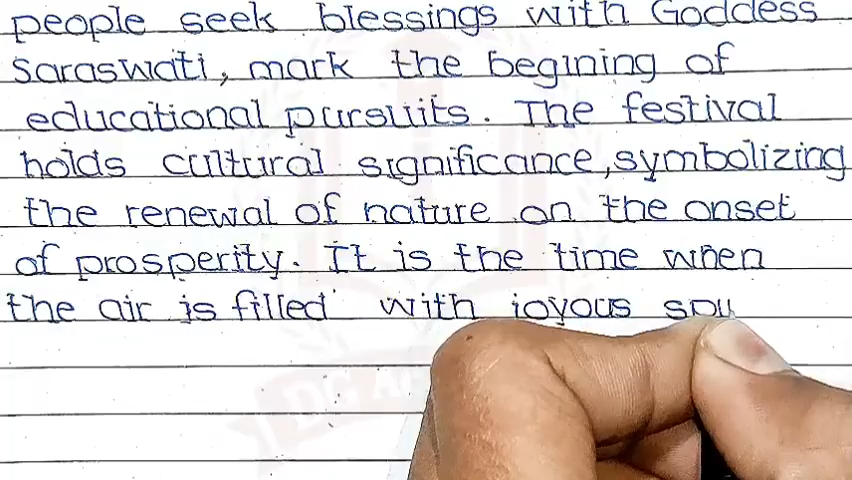 people seek blessings with Goddess
Saraswati, mark the begining of
educational pursuits. The festival
holds cultural significance, symbolizing
the renewal of nature on the onset
of prosperity. It is the time when
the air is filled with joyous